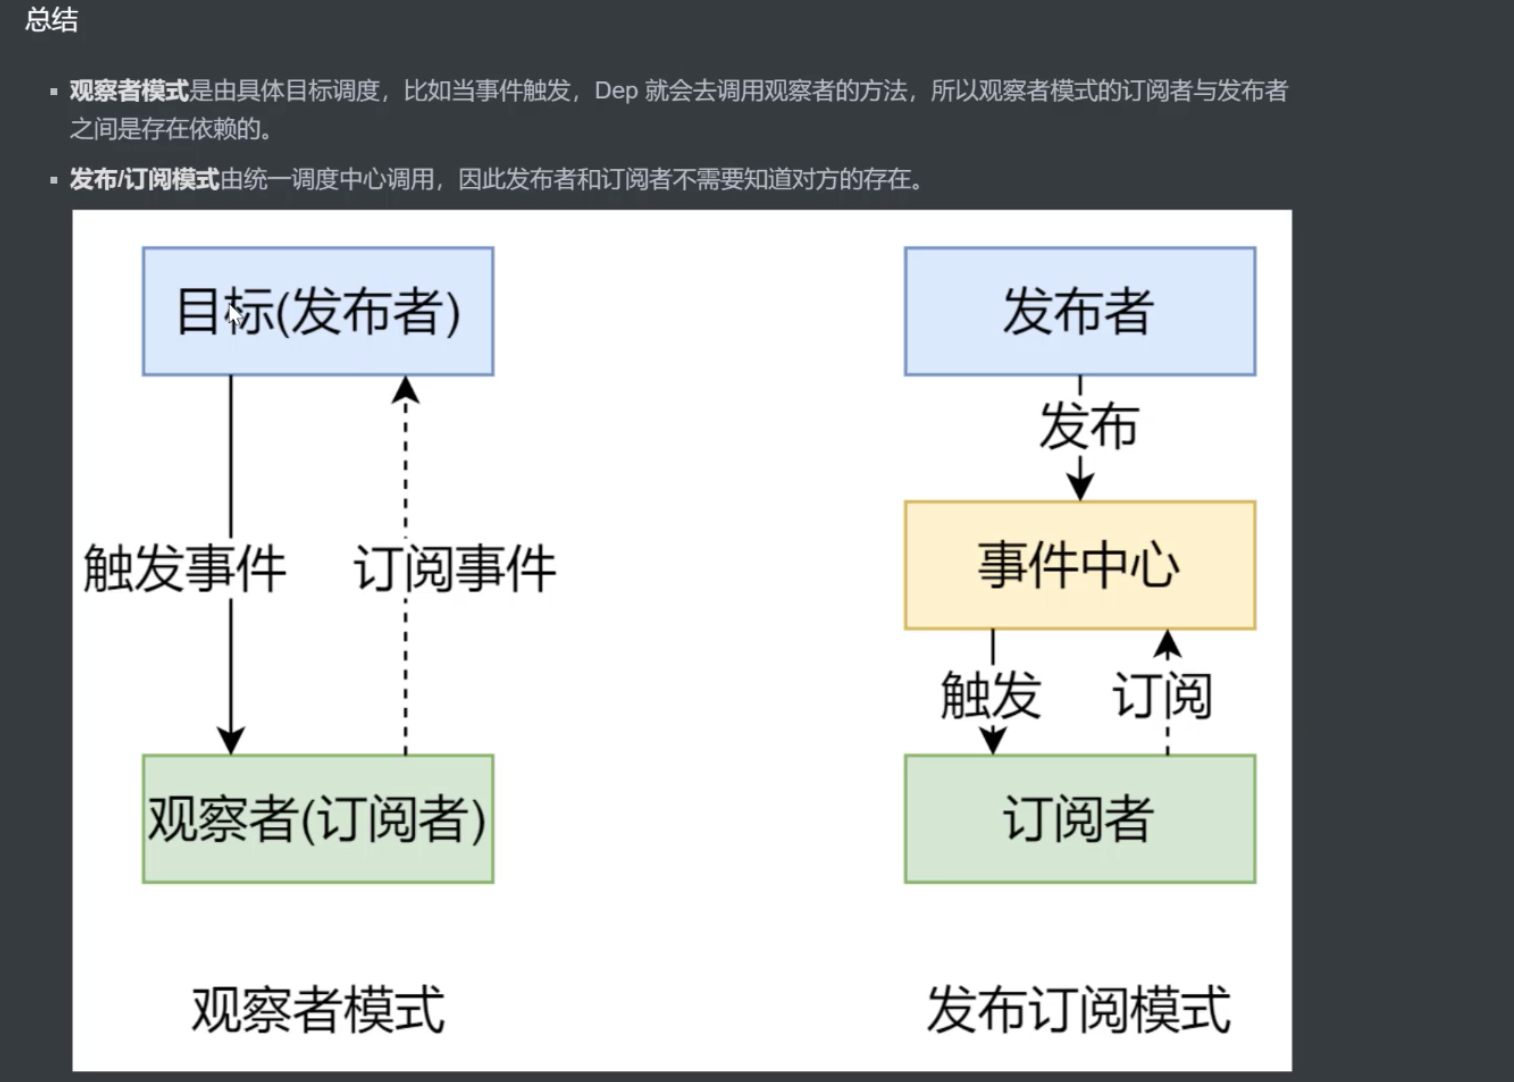 总结
观察者模式是由具体目标调度，比如当事件触发，Dep 就会去调用观察者的方法，所以观察者模式的订阅者与发布者
之间是存在依赖的。
发布/订阅模式由统一调度中心调用，因此发布者和订阅者不需要知道对方的存在。
目标(发布者)
发布者
发布
触发事件
订阅事件
事件中心
触发
订阅
观察者(订阅者)
订阅者
观察者模式
发布订阅模式